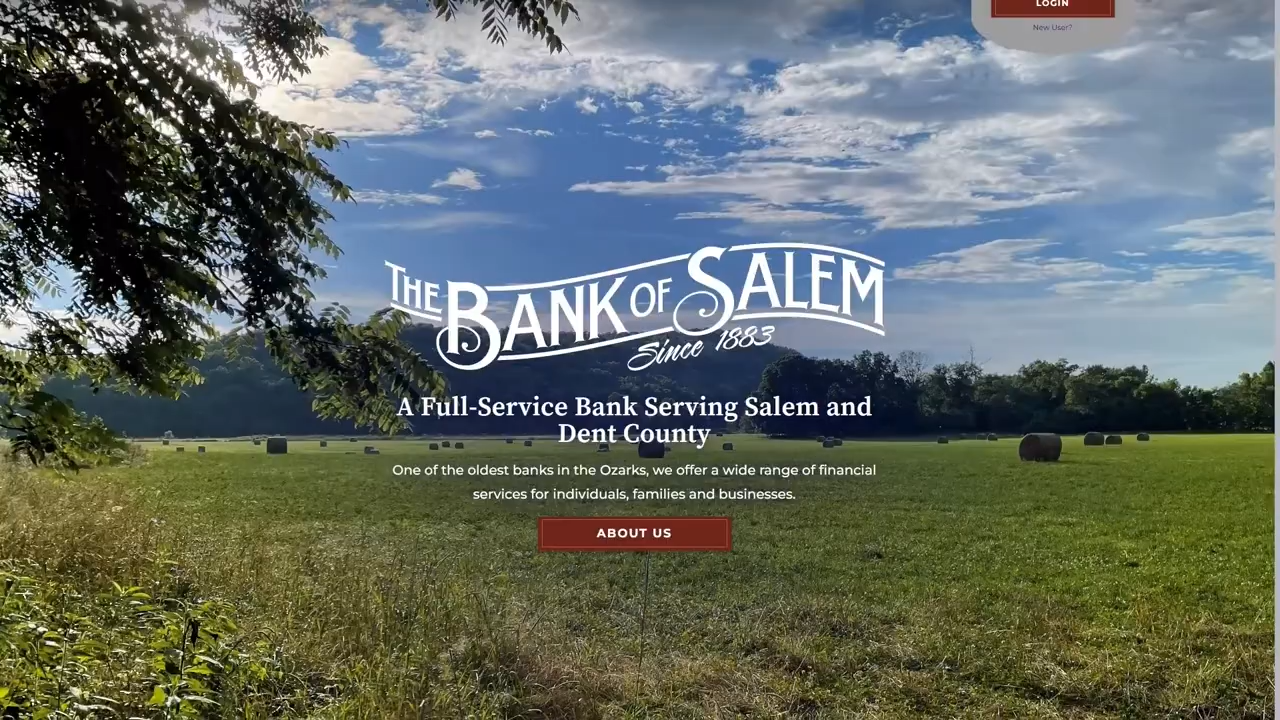 LOGIN
New User?
THE BANK OF SALEM
Since 1883
A Full-Service Bank Serving Salem and
Dent County
One of the oldest banks in the Ozarks, we offer a wide range of financial
services for individuals, families and businesses.
ABOUT US